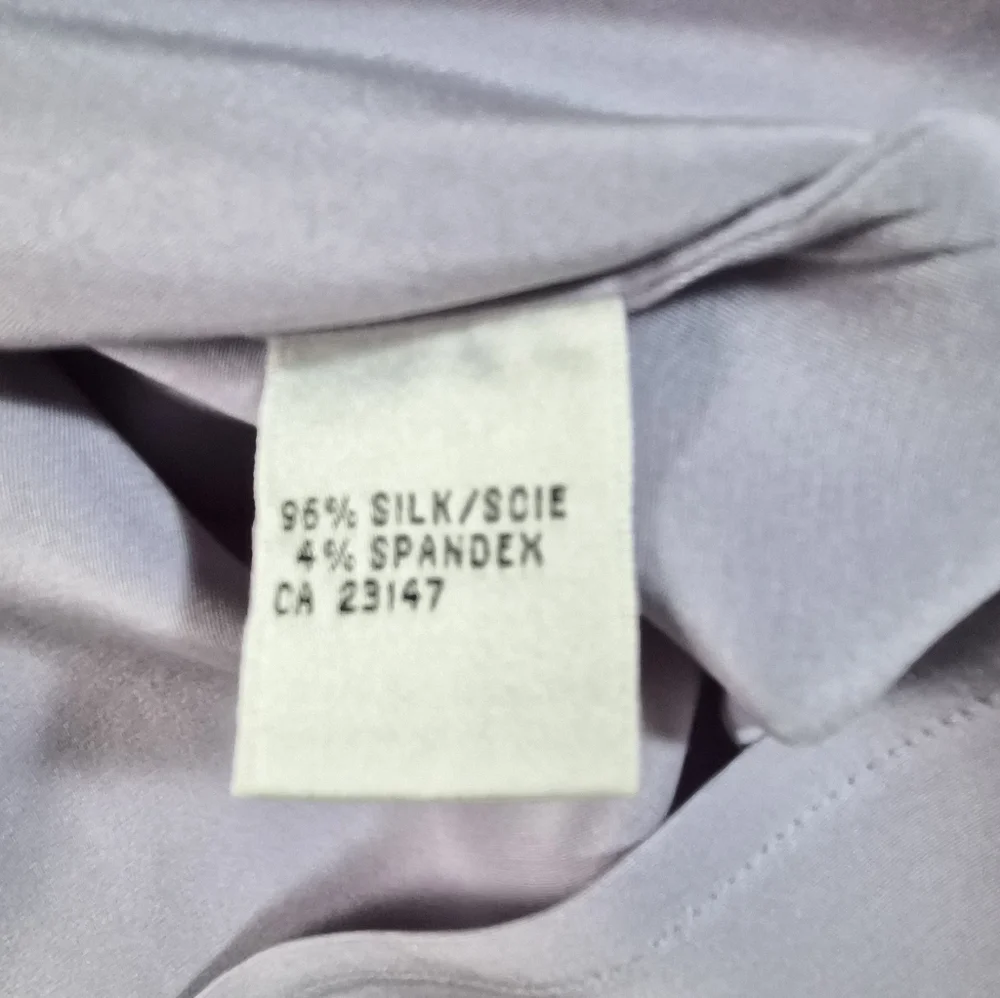 96% SILK/SOIE
4% SPANDEX
CA 23147